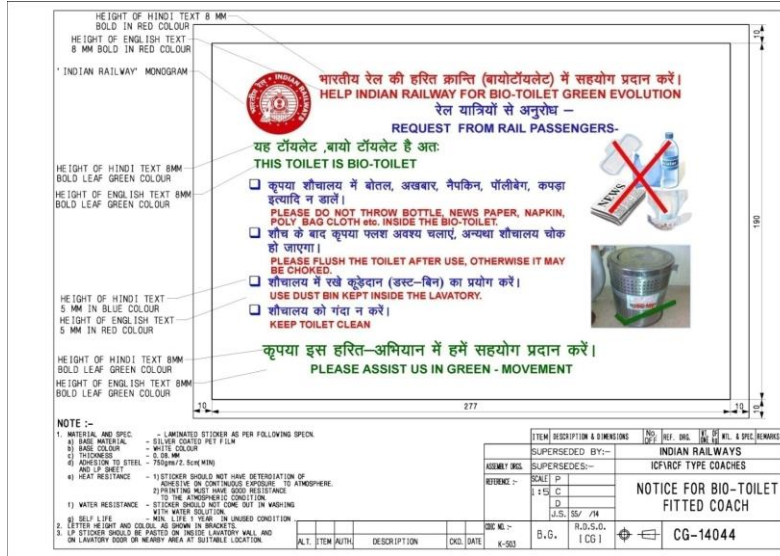 HEIGHT OF HINDI TEXT 8 MM
BOLD IN RED COLOUR
HEIGHT OF ENGLISH TEXT
8 MM BOLD IN RED COLOUR
'INDIAN RAILWAY' MONOGRAM
HEIGHT OF HINDI TEXT 8MM
BOLD LEAF GREEN COLOUR
HEIGHT OF ENGLISH TEXT 8MM
BOLD LEAF GREEN COLOUR
HEIGHT OF HINDI TEXT
5 MM IN BLUE COLOUR
HEIGHT OF ENGLISH TEXT
5 MM IN RED COLOUR
HEIGHT OF HINDI TEXT 8MM
BOLD LEAF GREEN COLOUR
HEIGHT OF ENGLISH TEXT 8MM
BOLD LEAF GREEN COLOUR
INDIAN RAILWAYS
भारतीय रेल
भारतीय रेल की हरित क्रान्ति (बायोटॉयलेट) में सहयोग प्रदान करें।
HELP INDIAN RAILWAY FOR BIO-TOILET GREEN EVOLUTION
रेल यात्रियों से अनुरोध –
REQUEST FROM RAIL PASSENGERS-
यह टॉयलेट ,बायो टॉयलेट है अतः
THIS TOILET IS BIO-TOILET
कृपया शौचालय में बोतल, अखबार, नैपकिन, पॉलीबेग, कपड़ा
इत्यादि न डालें।
PLEASE DO NOT THROW BOTTLE, NEWS PAPER, NAPKIN,
POLY BAG CLOTH etc. INSIDE THE BIO-TOILET.
शौच के बाद कृपया फ्लश अवश्य चलाएं, अन्यथा शौचालय चोक
हो जाएगा।
PLEASE FLUSH THE TOILET AFTER USE, OTHERWISE IT MAY
BE CHOKED.
शौचालय में रखे कूड़ेदान (डस्ट–बिन) का प्रयोग करें।
USE DUST BIN KEPT INSIDE THE LAVATORY.
शौचालय को गंदा न करें।
KEEP TOILET CLEAN
NEWS
कृपया इस हरित–अभियान में हमें सहयोग प्रदान करें।
PLEASE ASSIST US IN GREEN - MOVEMENT
10
190
10
10
277
10
NOTE :-
1. MATERIAL AND SPEC. - LAMINATED STICKER AS PER FOLLOWING SPECN.
a) BASE MATERIAL - SILVER COATED PET FILM
b) BASE COLOUR - WHITE COLOUR
c) THICKNESS - 0.08 MM
d) ADHESION TO STEEL - 750gms/2.5cm(MIN)
AND LP SHEET
e) HEAT RESISTANCE - 1) STICKER SHOULD NOT HAVE DETERIOATION OF
ADHESIVE ON CONTINUOUS EXPOSURE TO ATMOSPHERE.
2) PRINTING MUST HAVE GOOD RESISTANCE
TO THE ATMOSPHERIC CONDITION.
f) WATER RESISTANCE - STICKER SHOULD NOT COME OUT IN WASHING
WITH WATER SOLUTION.
g) SELF LIFE - MIN. LIFE 1 YEAR IN UNUSED CONDITION
2. LETTER HEIGHT AND COLOUR AS SHOWN IN BRACKETS.
3. LP STICKER SHOULD BE PASTED ON INSIDE LAVATORY WALL AND
ON LAVATORY DOOR OR NEARBY AREA AT SUITABLE LOCATION.
ALT. ITEM AUTH. DESCRIPTION CKD. DATE
ITEM DESCRIPTION & DIMENSIONS No. OFF REF. DRG. WT. OF ONE KG MTL. & SPEC. REMARKS
ASSEMBLY DRGS.
REFERENCE :-
SUPERSEDED BY:-
SUPERSEDES:-
INDIAN RAILWAYS
ICF\RCF TYPE COACHES
SCALE
1:5
P
C
D
J.S. /14
NOTICE FOR BIO-TOILET
FITTED COACH
K-503
B.G.
R.D.S.O.
CG-14044